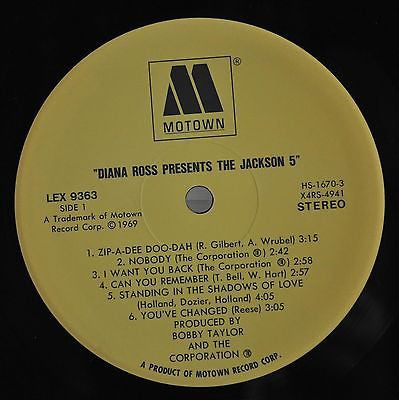 M
MOTOWN
"DIANA ROSS PRESENTS THE JACKSON 5"
LEX 9363
SIDE 1
A Trademark of Motown
Record Corp. ©1969
HS-1670-3
X4RS-4941
STEREO
1. ZIP-A-DEE DOO-DAH (R. Gilbert, A. Wrubel) 3:15
2. NOBODY (The Corporation ®) 2:42
3. I WANT YOU BACK (The Corporation ®) 2:58
4. CAN YOU REMEMBER (T. Bell, W. Hart) 2:57
5. STANDING IN THE SHADOWS OF LOVE
(Holland, Dozier, Holland) 4:05
6. YOU'VE CHANGED (Reese) 3:05
PRODUCED BY
BOBBY TAYLOR
AND THE
CORPORATION ®
A PRODUCT OF MOTOWN RECORD CORP.